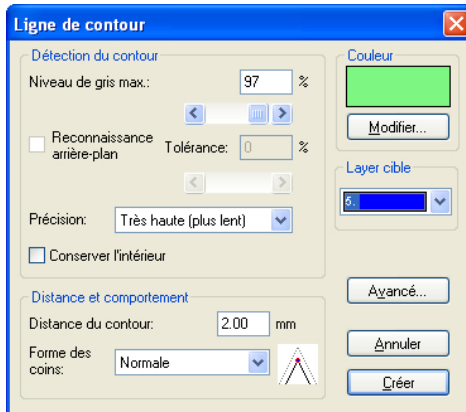 Ligne de contour
Détection du contour
Niveau de gris max.: 97 %
Reconnaissance
arrière-plan
Tolérance: 0 %
Précision: Très haute (plus lent)
Conserver l'intérieur
Distance et comportement
Distance du contour: 2.00 mm
Forme des
coins:
Normale
Couleur
Modifier...
Layer cible
6.
Avancé...
Annuler
Créer